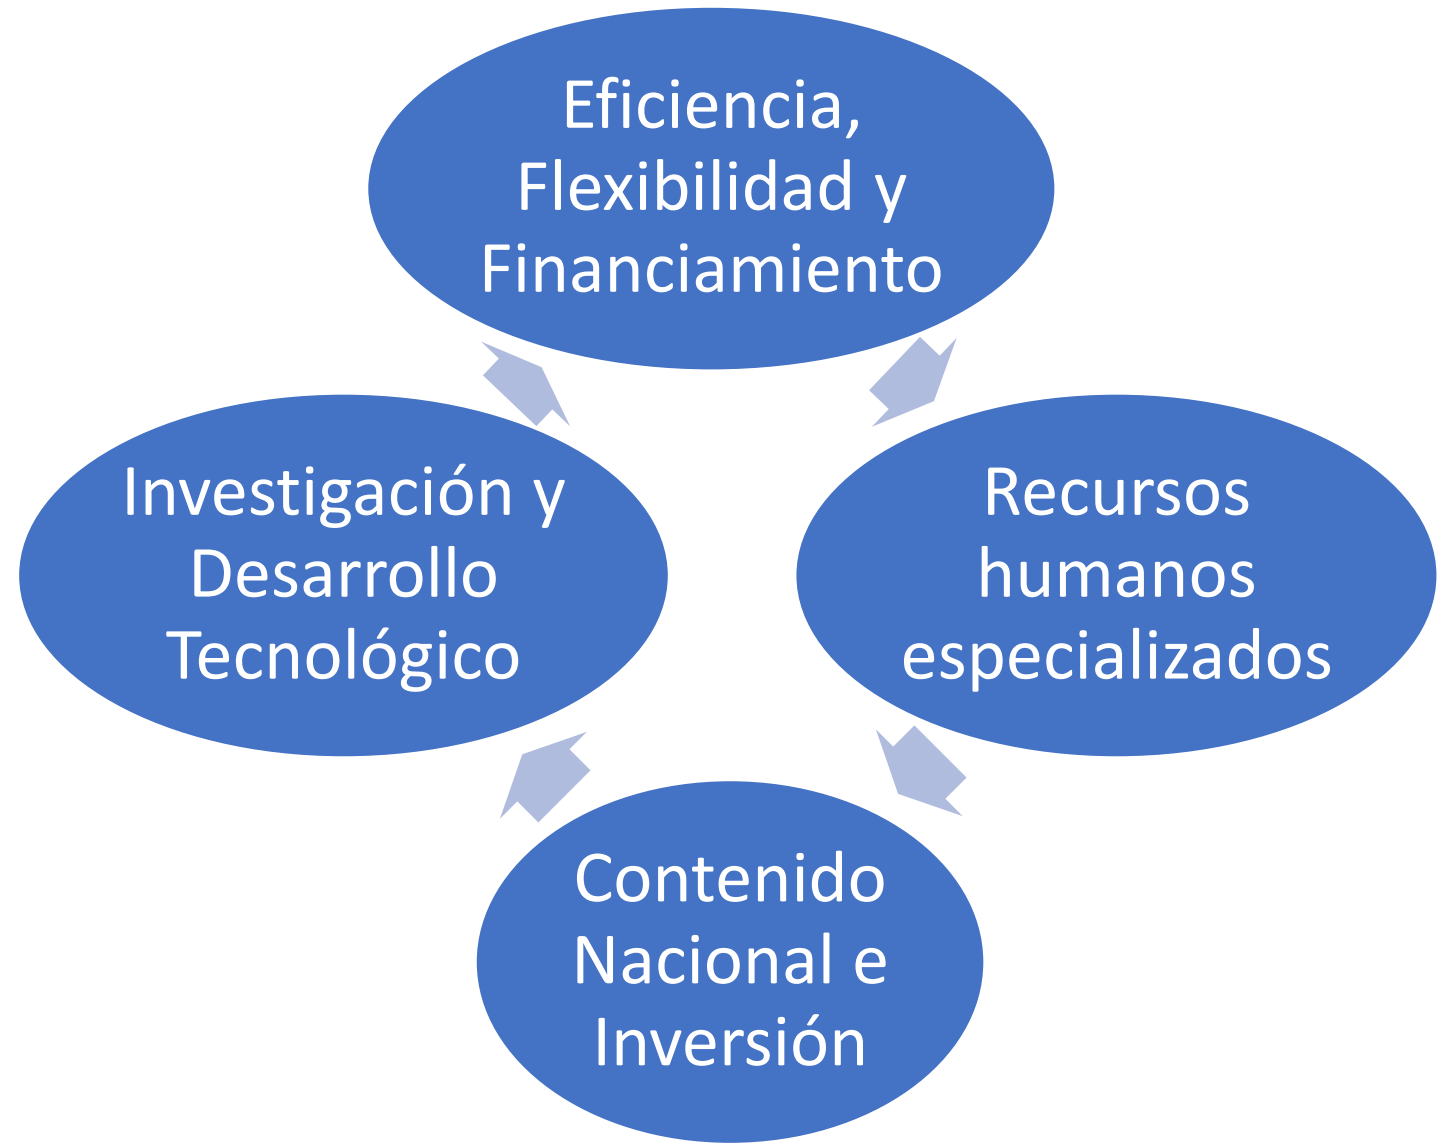 Eficiencia,
Flexibilidad y
Financiamiento
Investigación y
Desarrollo
Tecnológico
Recursos
humanos
especializados
Contenido
Nacional e
Inversión